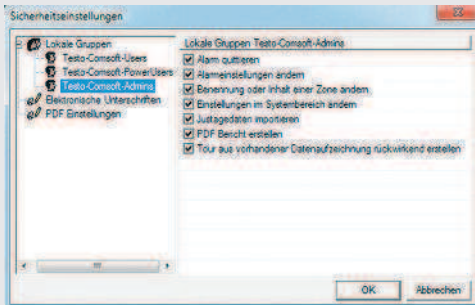 Sicherheitseinstellungen
Lokale Gruppen
Testo-Comsoft-Users
Testo-Comsoft-PowerUsers
Testo-Comsoft-Admins
Elektronische Unterschriften
PDF Einstellungen
Lokale Gruppen Testo-Comsoft-Admins
Alarm quittieren
Alarmeinstellungen ändern
Benennung oder Inhalt einer Zone ändern
Einstellungen im Systembereich ändern
Justagedaten importieren
PDF Bericht erstellen
Tour aus vorhandener Datenaufzeichnung rückwirkend erstellen
OK
Abbrechen